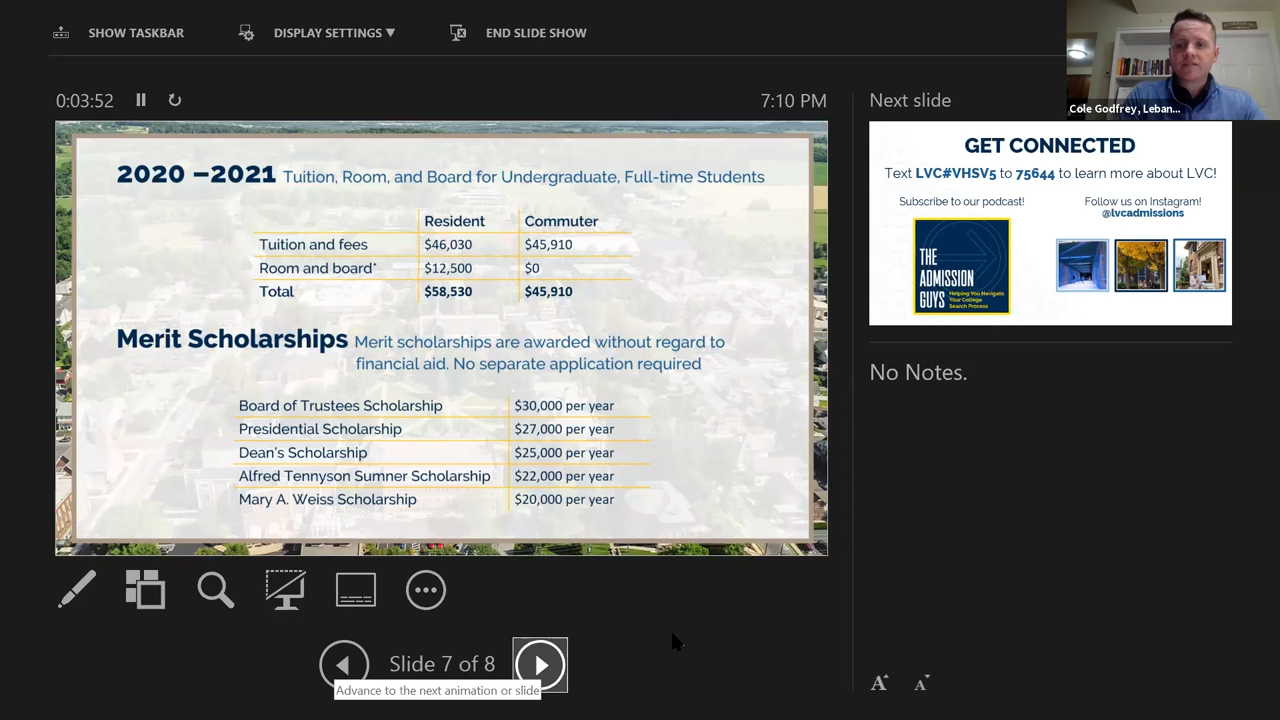 SHOW TASKBAR
DISPLAY SETTINGS ▼
END SLIDE SHOW
Cole Godfrey, Leban...
0:03:52
7:10 PM
Next slide
2020 –2021 Tuition, Room, and Board for Undergraduate, Full-time Students
Resident Commuter
Tuition and fees $46,030 $45,910
Room and board* $12,500 $0
Total $58,530 $45,910
Merit Scholarships Merit scholarships are awarded without regard to
financial aid. No separate application required
Board of Trustees Scholarship $30,000 per year
Presidential Scholarship $27,000 per year
Dean's Scholarship $25,000 per year
Alfred Tennyson Sumner Scholarship $22,000 per year
Mary A. Weiss Scholarship $20,000 per year
GET CONNECTED
Text LVC#VHSV5 to 75644 to learn more about LVC!
Subscribe to our podcast!
Follow us on Instagram!
@lvcadmissions
THE
ADMISSION
GUYS
Helping You Navigate
Your College
Search Process
No Notes.
Slide 7 of 8
Advance to the next animation or slide
A A